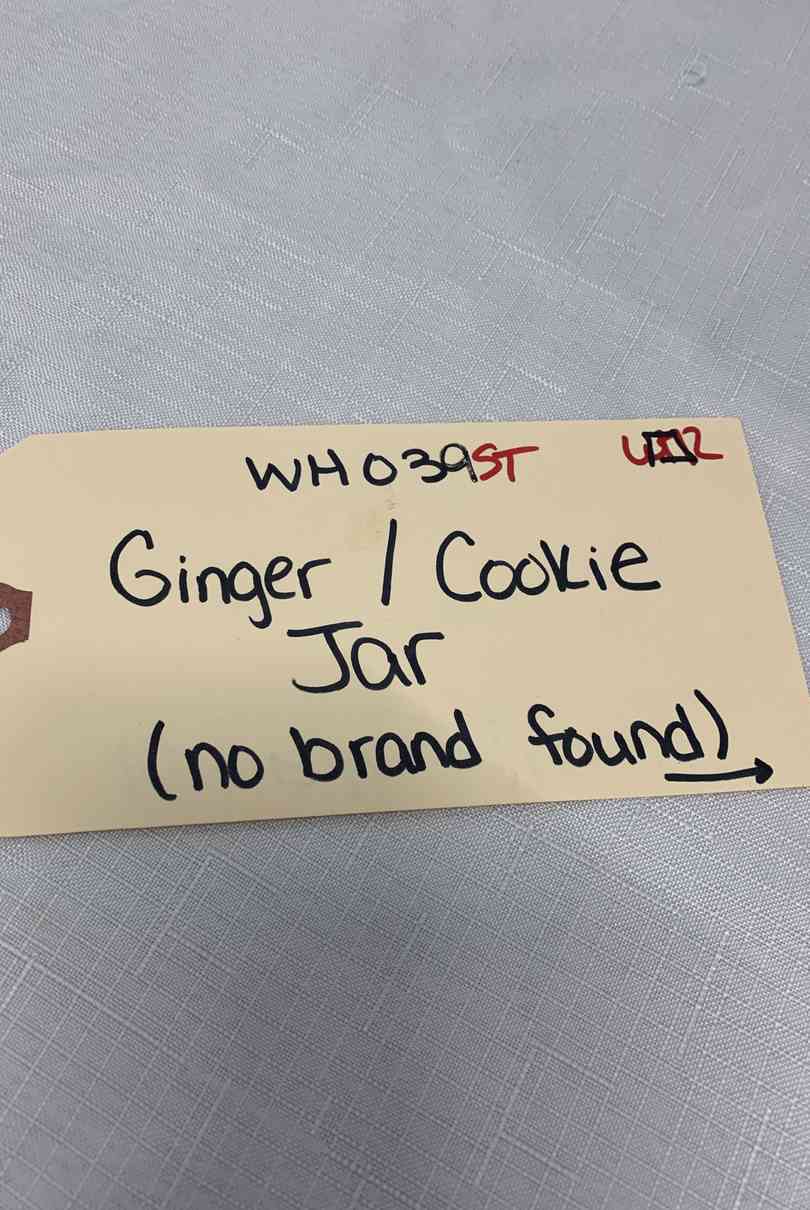 WH039ST
Ginger / Cookie
Jar
(no brand found) →